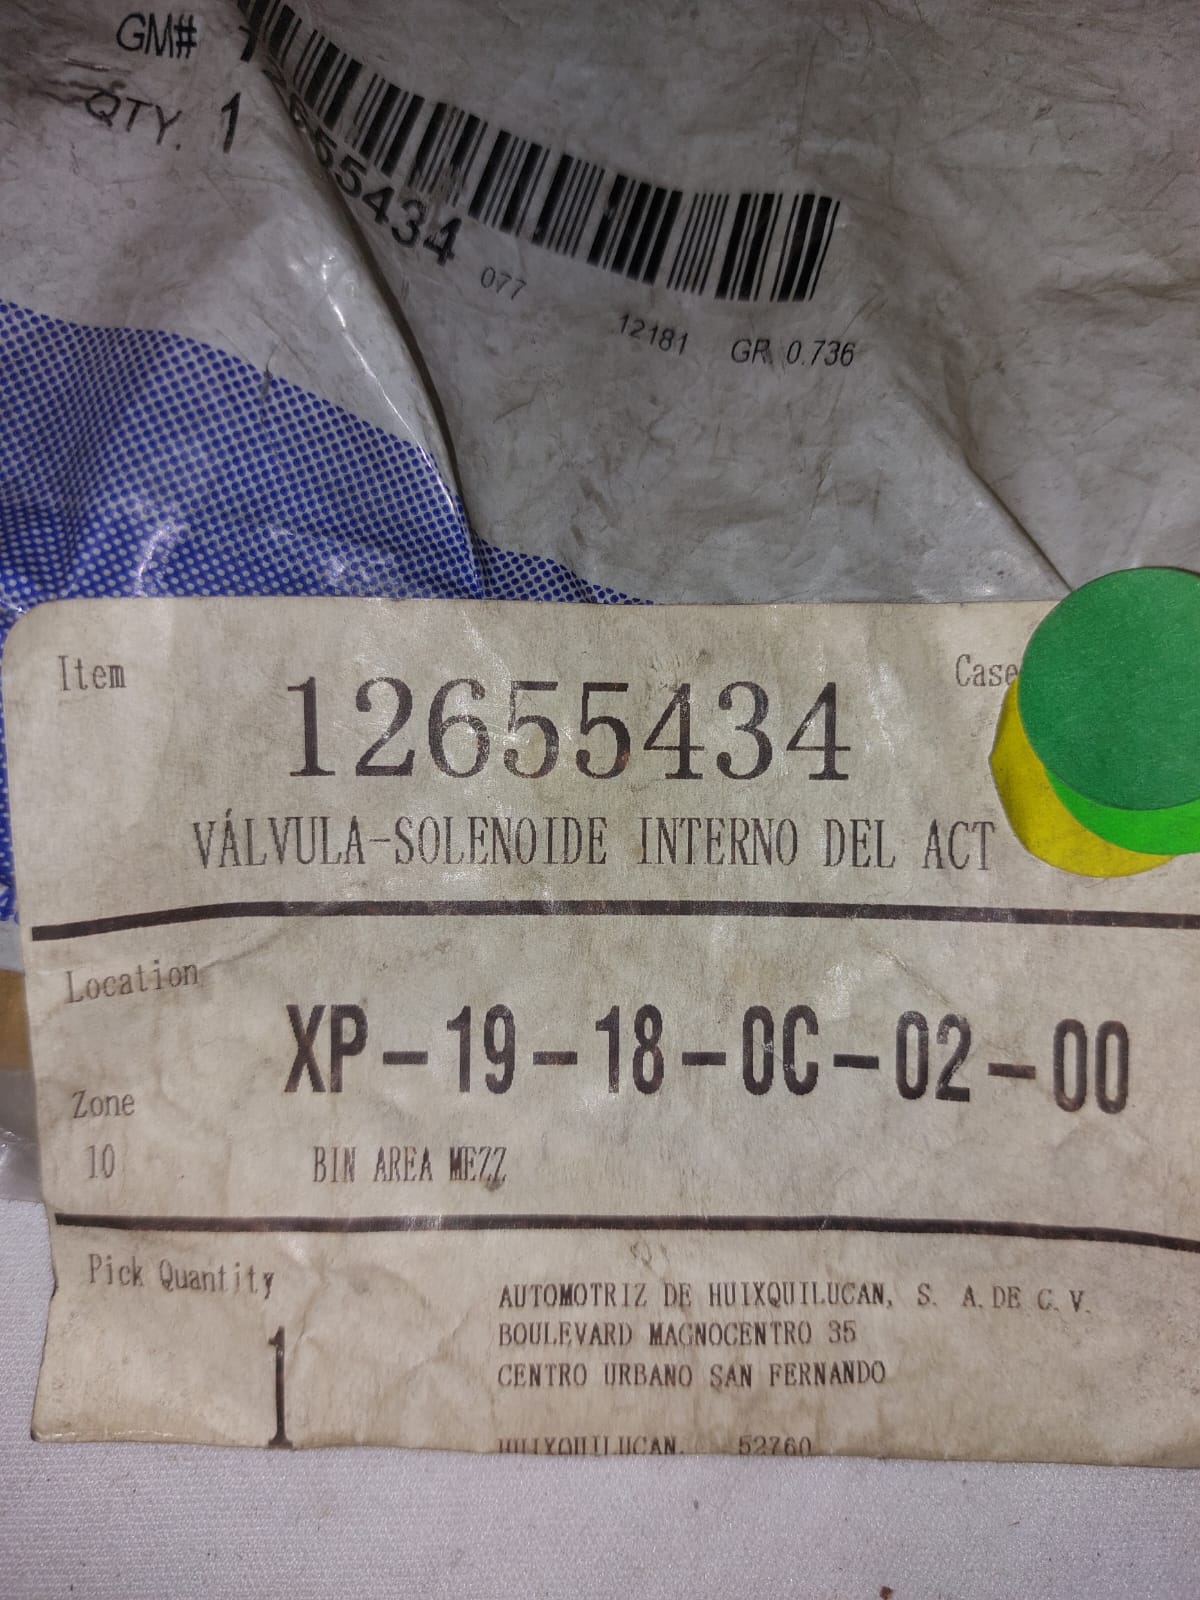 GM#
QTY. 1
12655434
077
12181 GR 0.736
Item
Case
12655434
VÁLVULA-SOLENOIDE INTERNO DEL ACT
Location
XP-19-18-0C-02-00
Zone
10 BIN AREA MEZZ
Pick Quantity
1
AUTOMOTRIZ DE HUIXQUILUCAN, S. A. DE C. V.
BOULEVARD MAGNOCENTRO 35
CENTRO URBANO SAN FERNANDO
HUIXQUILUCAN, 52760